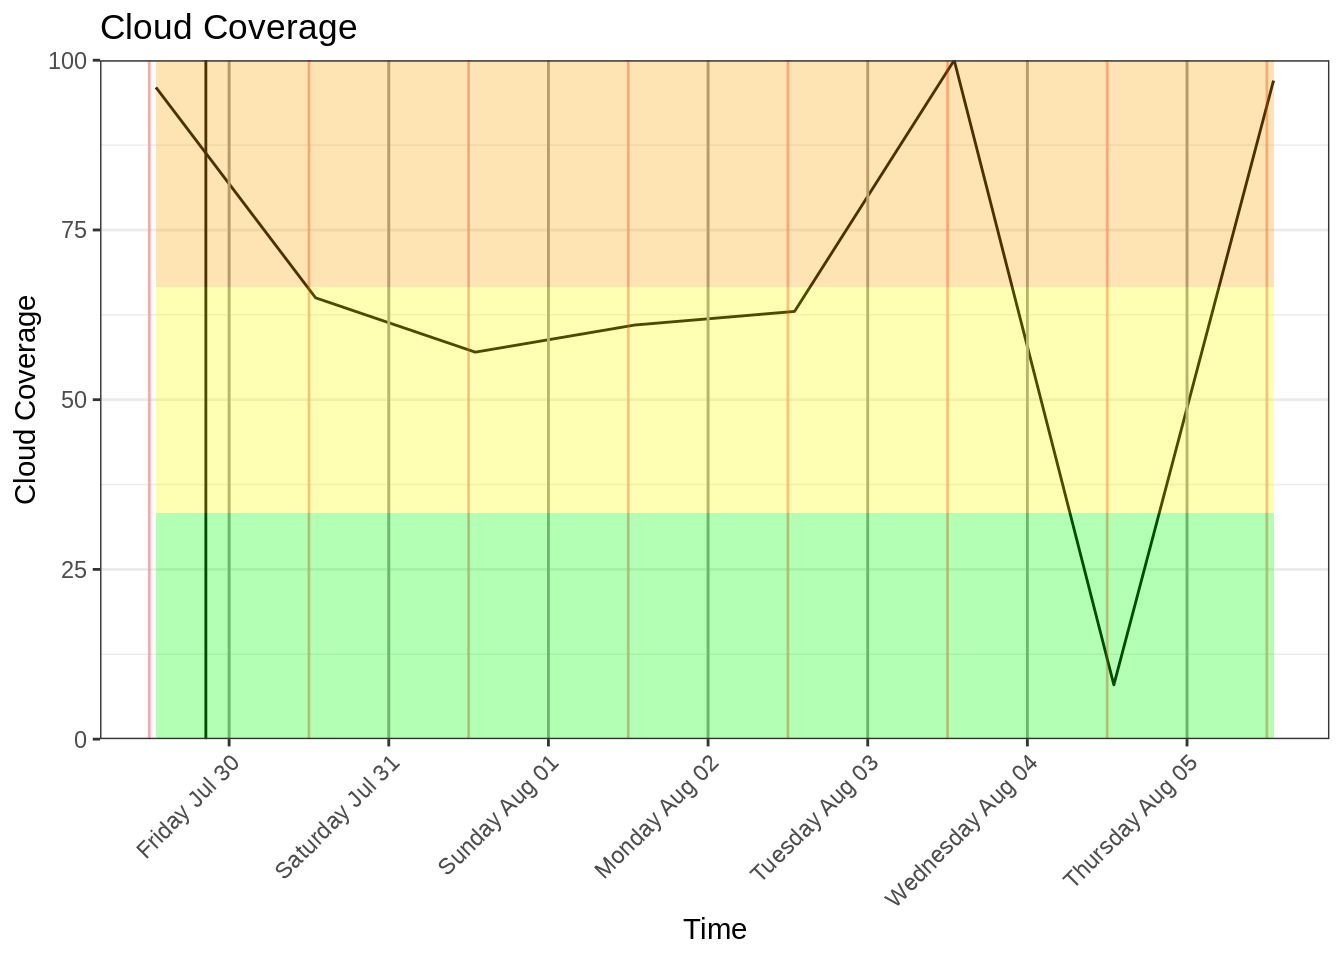 Cloud Coverage
100
75
50
25
0
Cloud Coverage
Friday Jul 30
Saturday Jul 31
Sunday Aug 01
Monday Aug 02
Tuesday Aug 03
Wednesday Aug 04
Thursday Aug 05
Time